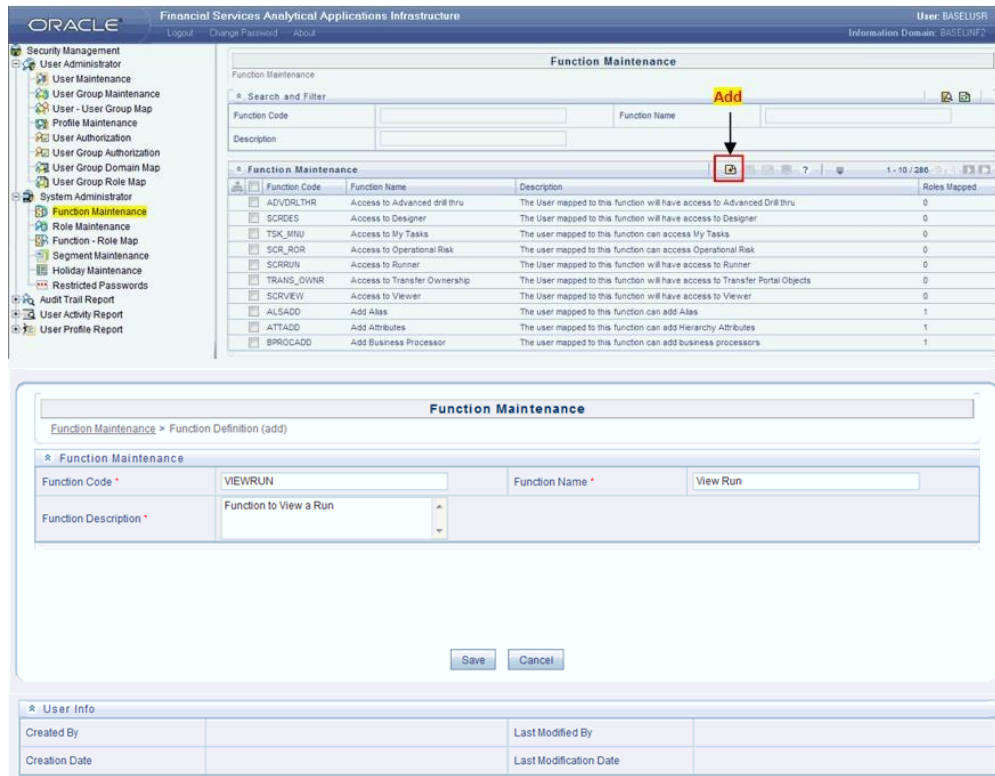 ORACLE
Financial Services Analytical Applications Infrastructure
User: BASELUSR
Logout Change Password About
Information Domain: BASELINF2
Security Management
User Administrator
User Maintenance
User Group Maintenance
User - User Group Map
Profile Maintenance
User Authorization
User Group Authorization
User Group Domain Map
User Group Role Map
System Administrator
Function Maintenance
Role Maintenance
Function - Role Map
Segment Maintenance
Holiday Maintenance
Restricted Passwords
Audit Trail Report
User Activity Report
User Profile Report
Function Maintenance
Function Maintenance
Search and Filter
Add
Function Code Function Name
Description
Function Maintenance ? 1 - 10 / 286
Function Code Function Name Description Roles Mapped
ADVDRLTHR Access to Advanced drill thru The User mapped to this function will have access to Advanced Drill thru 0
SCRDES Access to Designer The User mapped to this function will have access to Designer 0
TSK_MNU Access to My Tasks The user mapped to this function can access My Tasks 0
SCR_ROR Access to Operational Risk The user mapped to this function can access Operational Risk 0
SCRRUN Access to Runner The User mapped to this function will have access to Runner 0
TRANS_OWNR Access to Transfer Ownership The User mapped to this function will have access to Transfer Portal Objects 0
SCRVIEW Access to Viewer The User mapped to this function will have access to Viewer 0
ALSADD Add Alias The user mapped to this function can add Alias 1
ATTADD Add Attributes The user mapped to this function can add Hierarchy Attributes 1
BPROCADD Add Business Processor The user mapped to this function can add business processors 1
Function Maintenance
Function Maintenance > Function Definition (add)
Function Maintenance
Function Code * VIEWRUN Function Name * View Run
Function Description * Function to View a Run
Save Cancel
User Info
Created By Last Modified By
Creation Date Last Modification Date